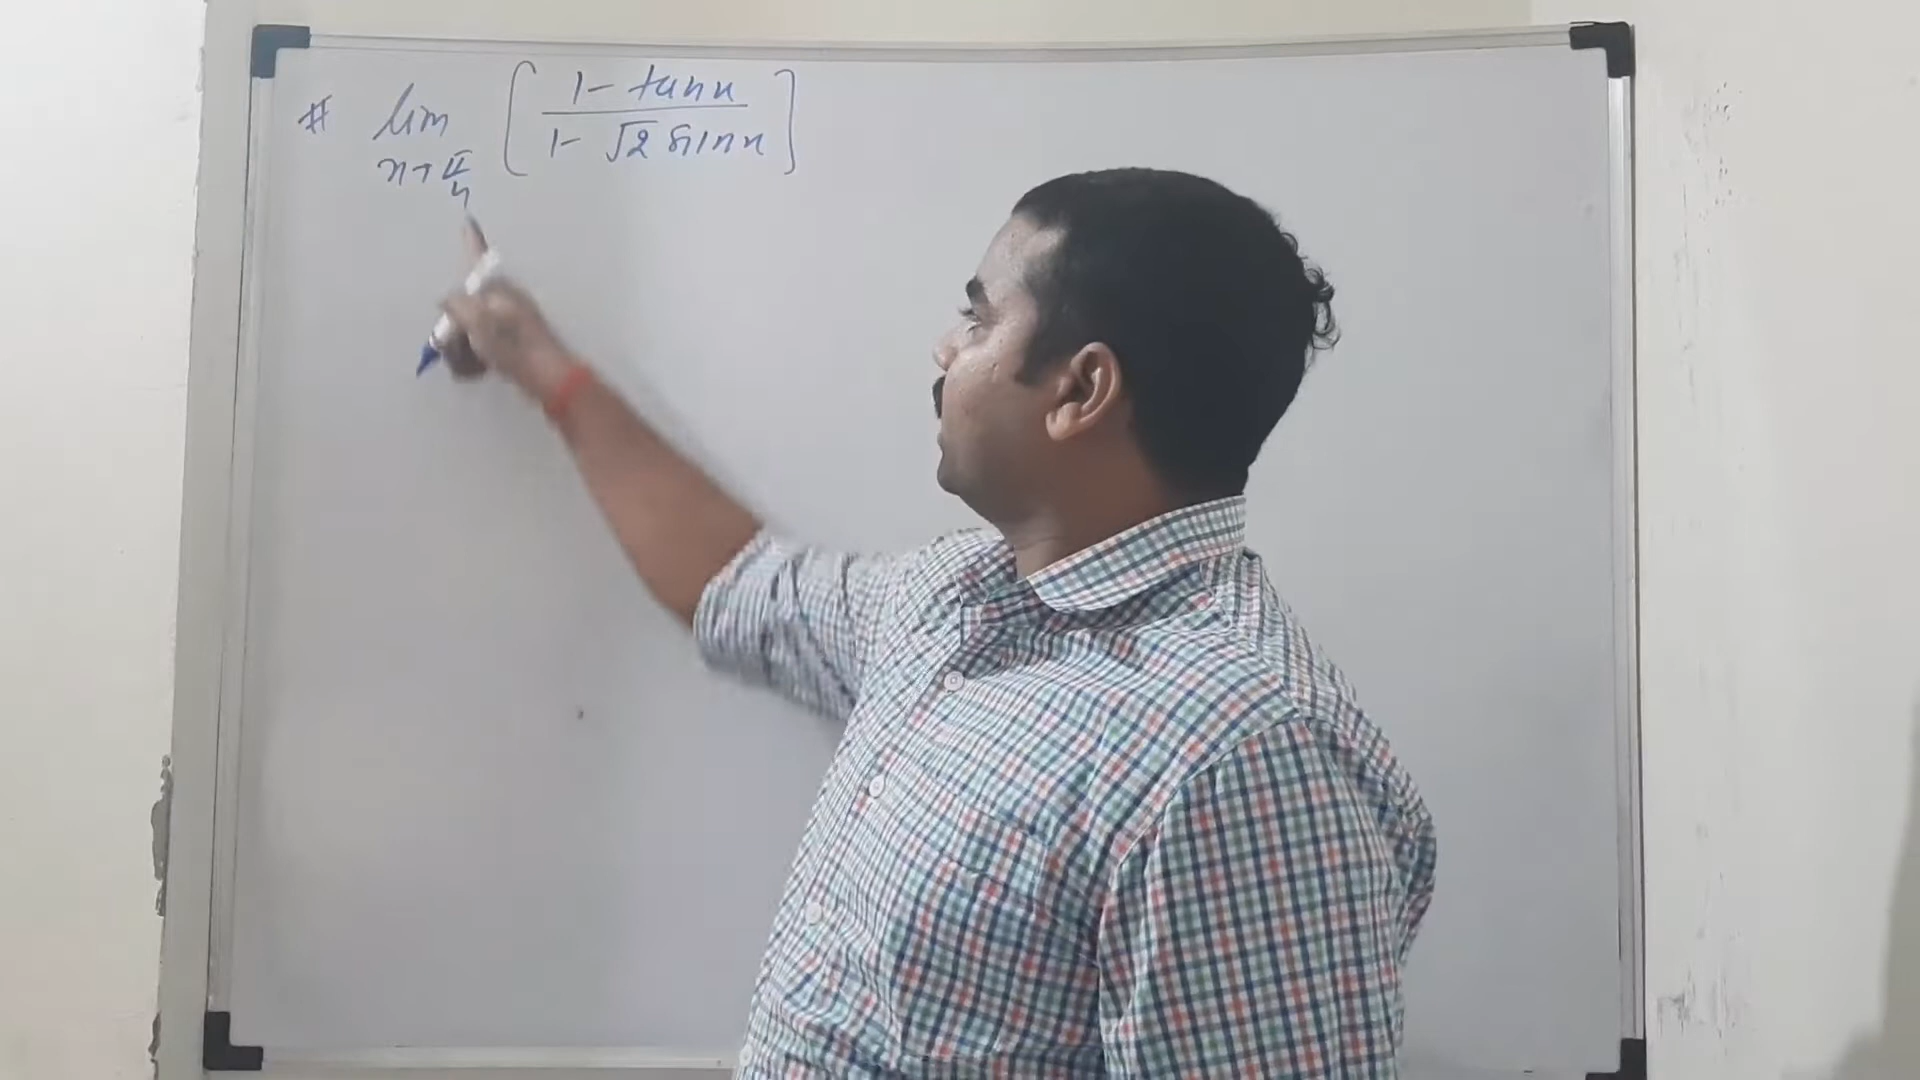 # lim x→π/4 [ (1 - tan x) / (1 - √2 sin x) ]